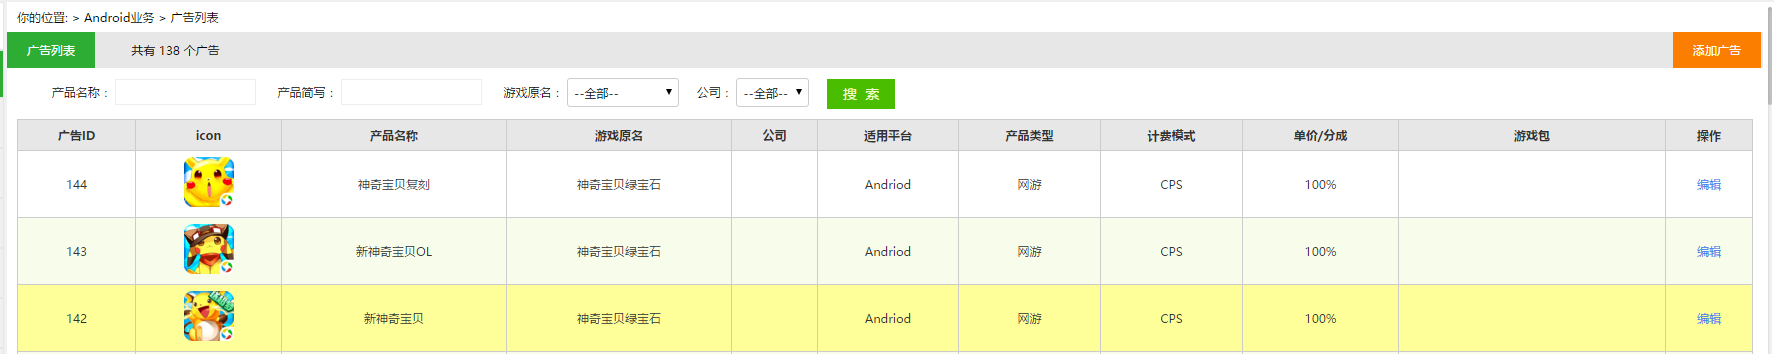 你的位置: > Android业务 > 广告列表
广告列表 共有 138 个广告 添加广告
产品名称： 产品简写： 游戏原名： --全部-- 公司： --全部-- 搜 索
广告ID icon 产品名称 游戏原名 公司 适用平台 产品类型 计费模式 单价/分成 游戏包 操作
144 神奇宝贝复刻 神奇宝贝绿宝石 Andriod 网游 CPS 100% 编辑
143 新神奇宝贝OL 神奇宝贝绿宝石 Andriod 网游 CPS 100% 编辑
142 新神奇宝贝 神奇宝贝绿宝石 Andriod 网游 CPS 100% 编辑